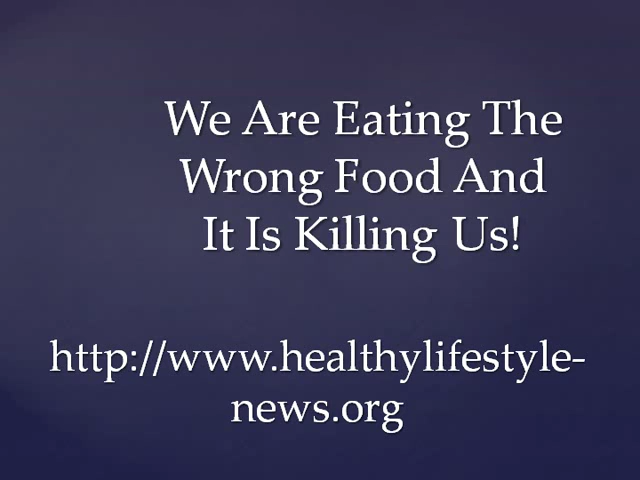 We Are Eating The
Wrong Food And
It Is Killing Us!
http://www.healthylifestyle-
news.org